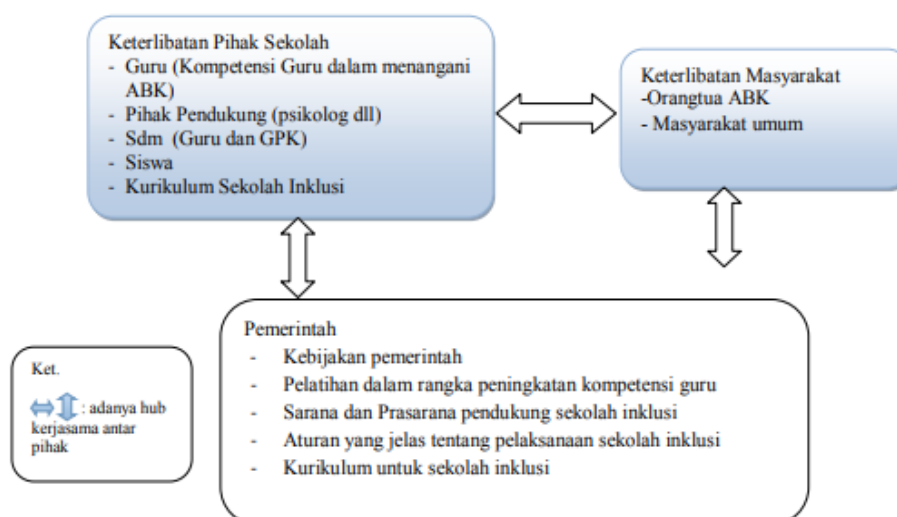 Keterlibatan Pihak Sekolah
- Guru (Kompetensi Guru dalam menangani
ABK)
- Pihak Pendukung (psikolog dll)
- Sdm (Guru dan GPK)
- Siswa
- Kurikulum Sekolah Inklusi
Keterlibatan Masyarakat
-Orangtua ABK
- Masyarakat umum
Pemerintah
- Kebijakan pemerintah
- Pelatihan dalam rangka peningkatan kompetensi guru
- Sarana dan Prasarana pendukung sekolah inklusi
- Aturan yang jelas tentang pelaksanaan sekolah inklusi
- Kurikulum untuk sekolah inklusi
Ket.
: adanya hub
kerjasama antar
pihak